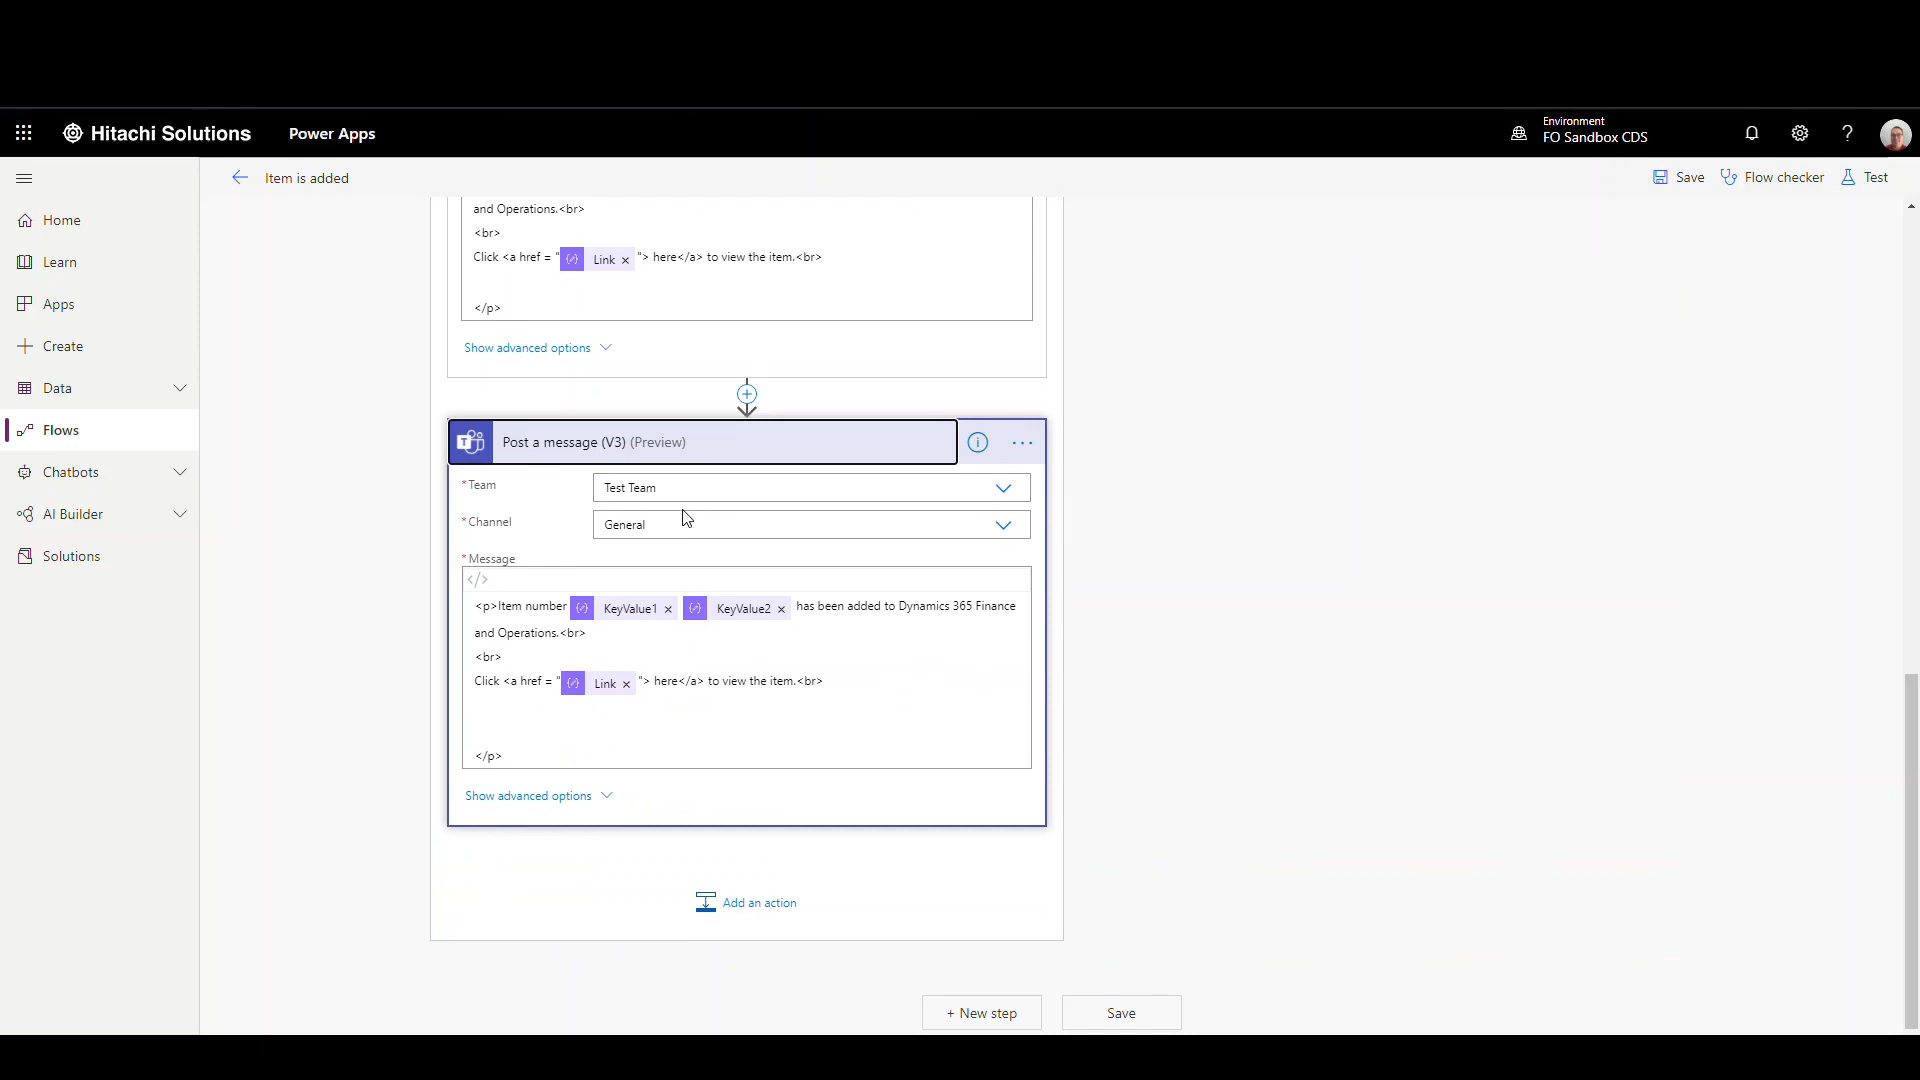 Hitachi Solutions
Power Apps
Environment
FO Sandbox CDS
?
Item is added
Save
Flow checker
Test
Home
Learn
Apps
Create
Data
Flows
Chatbots
AI Builder
Solutions
and Operations.<br>
<br>
Click <a href = " Link × "> here</a> to view the item.<br>
</p>
Show advanced options
Post a message (V3) (Preview)
* Team
Test Team
* Channel
General
* Message
</>
<p>Item number KeyValue1 × KeyValue2 × has been added to Dynamics 365 Finance
and Operations.<br>
<br>
Click <a href = " Link × "> here</a> to view the item.<br>
</p>
Show advanced options
Add an action
+ New step
Save